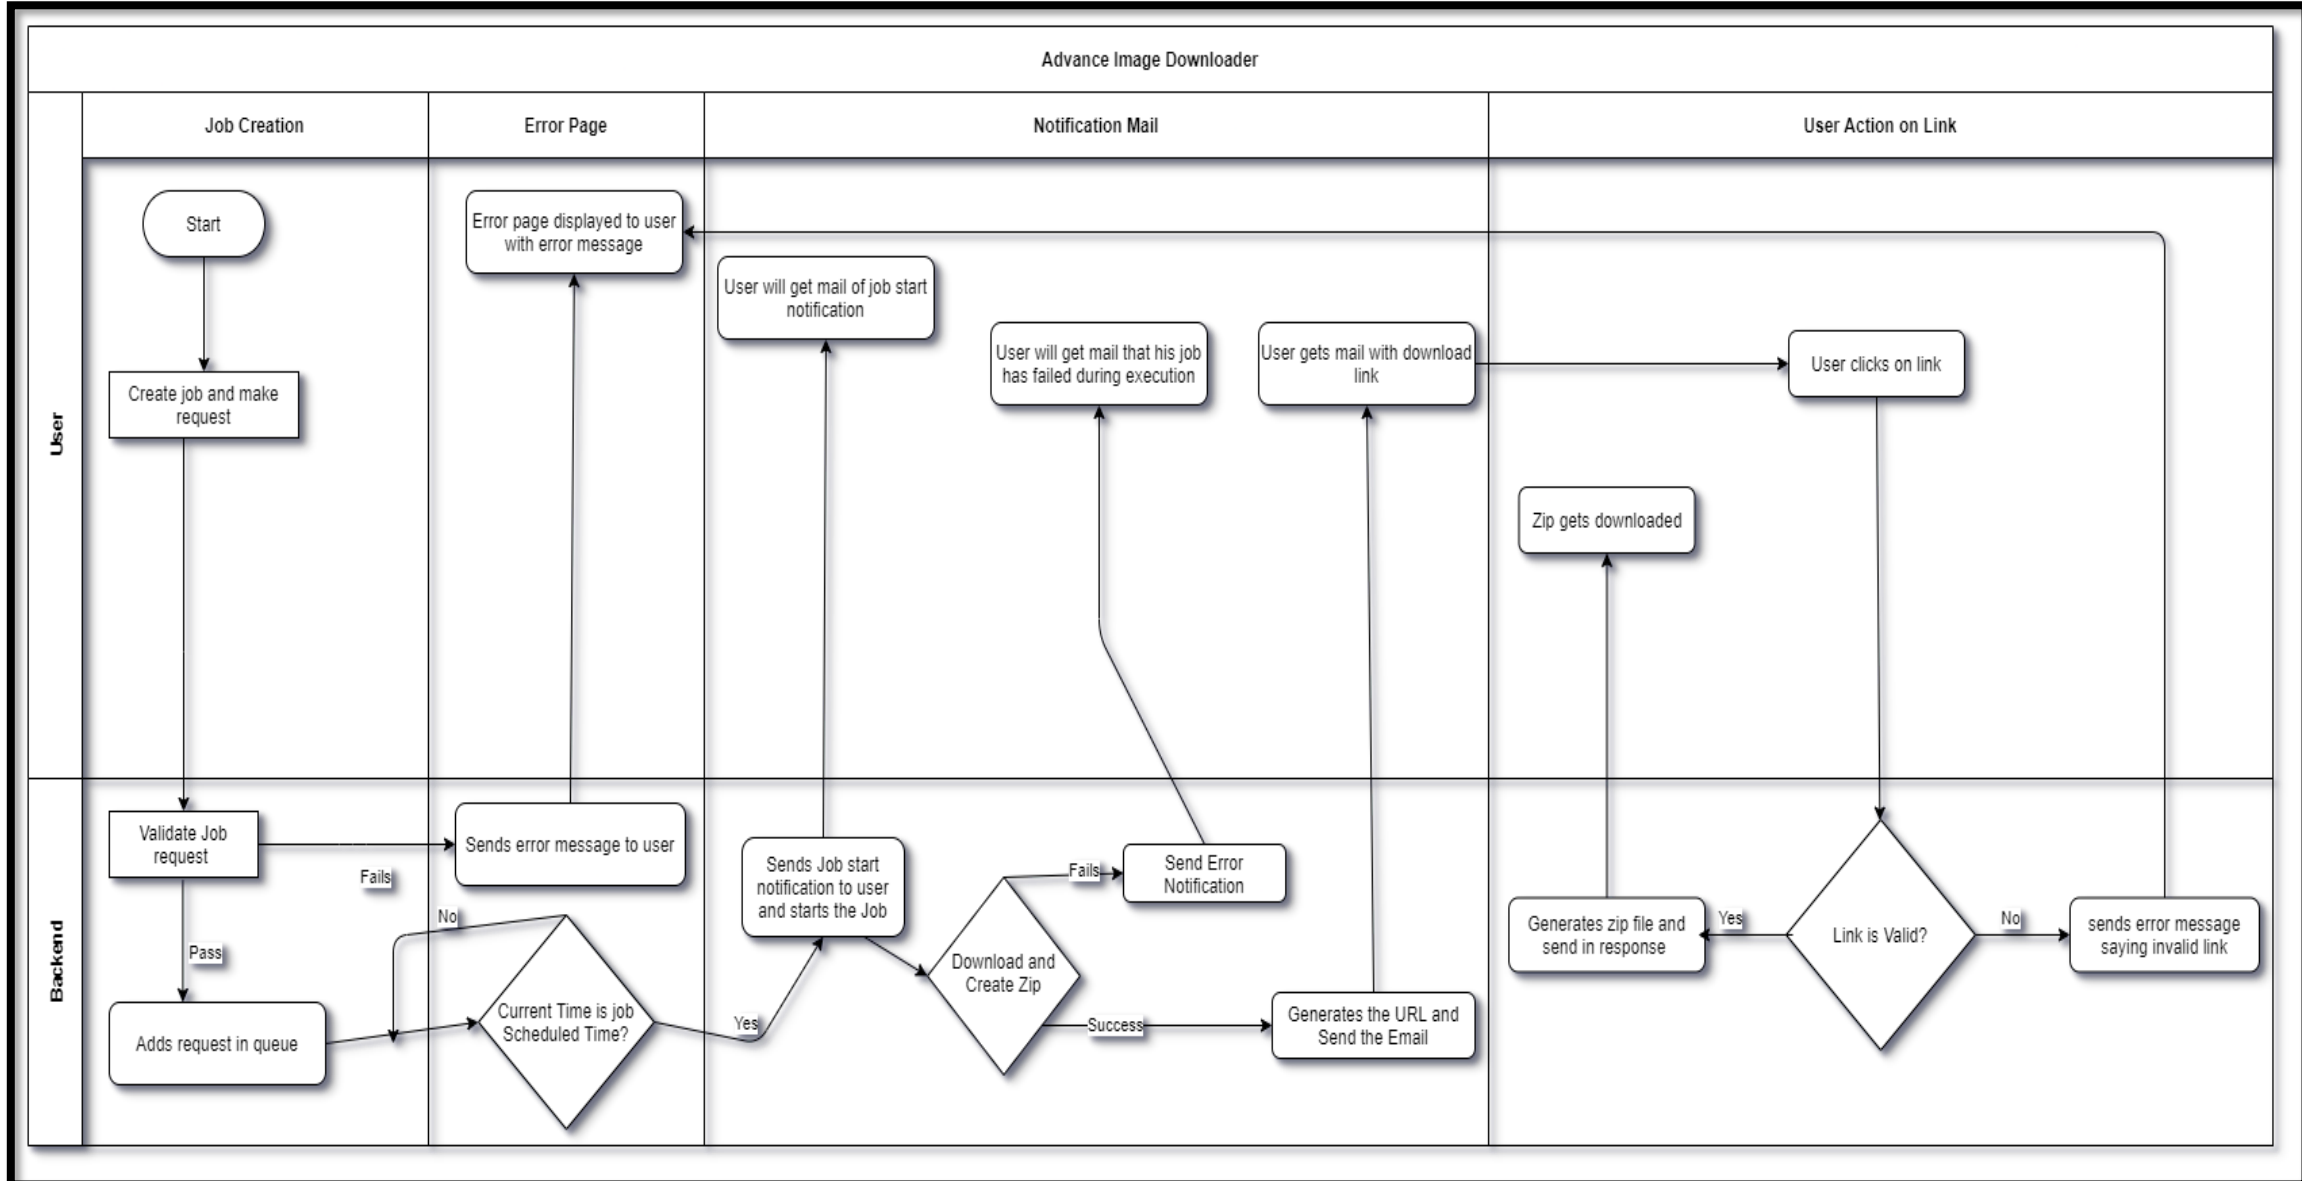 Advance Image Downloader
Job Creation
Error Page
Notification Mail
User Action on Link
User
Start
Create job and make
request
Error page displayed to user
with error message
User will get mail of job start
notification
User will get mail that his job
has failed during execution
User gets mail with download
link
User clicks on link
Zip gets downloaded
Backend
Validate Job
request
Fails
Pass
Adds request in queue
Sends error message to user
No
Current Time is job
Scheduled Time?
Yes
Sends Job start
notification to user
and starts the Job
Download and
Create Zip
Fails
Send Error
Notification
Success
Generates the URL and
Send the Email
Generates zip file and
send in response
Yes
Link is Valid?
No
sends error message
saying invalid link